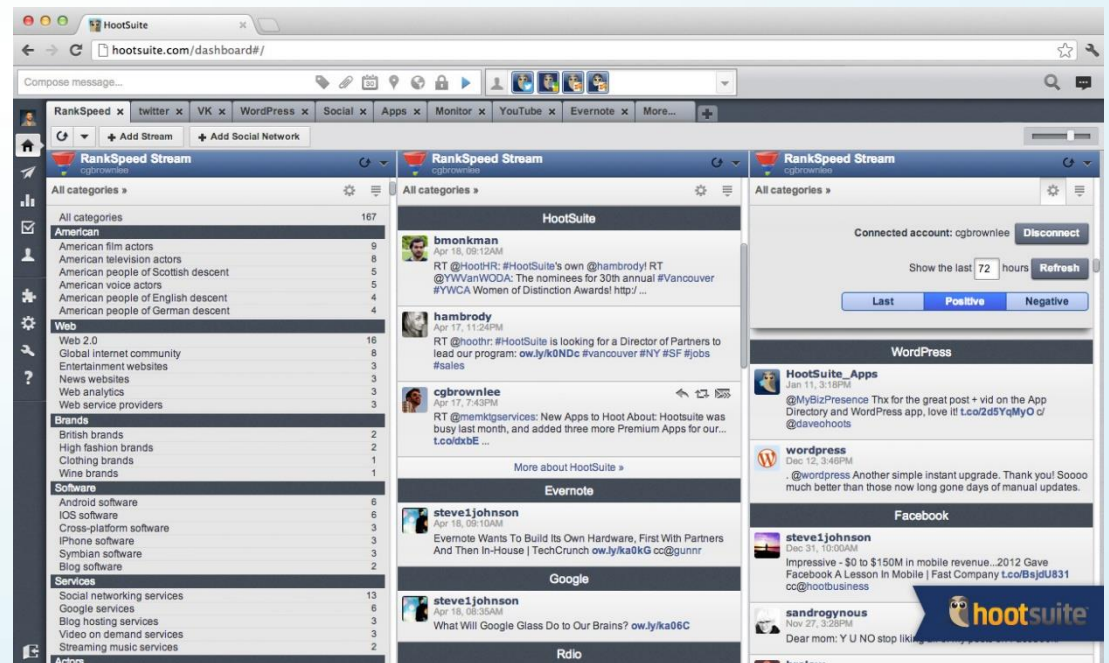 HootSuite
hootsuite.com/dashboard#/
Compose message...
30
RankSpeed x twitter x VK x WordPress x Social x Apps x Monitor x YouTube x Evernote x More...
+ Add Stream + Add Social Network
RankSpeed Stream
cgbrownlee
All categories »
All categories 167
American
American film actors 9
American television actors 8
American people of Scottish descent 5
American voice actors 5
American people of English descent 4
American people of German descent 4
Web
Web 2.0 16
Global internet community 8
Entertainment websites 3
News websites 3
Web analytics 3
Web service providers 3
Brands
British brands 2
High fashion brands 2
Clothing brands 1
Wine brands 1
Software
Android software 6
IOS software 6
Cross-platform software 3
IPhone software 3
Symbian software 3
Blog software 2
Services
Social networking services 13
Google services 6
Blog hosting services 3
Video on demand services 3
Streaming music services 2
Actors
RankSpeed Stream
cgbrownlee
All categories »
HootSuite
bmonkman
Apr 18, 09:12AM
RT @HootHR: #HootSuite's own @hambrody! RT
@YWVanWODA: The nominees for 30th annual #Vancouver
#YWCA Women of Distinction Awards! http:/ ...
hambrody
Apr 17, 11:24PM
RT @hoothr: #HootSuite is looking for a Director of Partners to
lead our program: ow.ly/k0NDc #vancouver #NY #SF #jobs
#sales
cgbrownlee
Apr 17, 7:43PM
RT @memktgservices: New Apps to Hoot About: Hootsuite was
busy last month, and added three more Premium Apps for our...
t.co/dxbE ...
More about HootSuite »
Evernote
steve1johnson
Apr 18, 09:10AM
Evernote Wants To Build Its Own Hardware, First With Partners
And Then In-House | TechCrunch ow.ly/ka0kG cc@gunnr
Google
steve1johnson
Apr 18, 08:35AM
What Will Google Glass Do to Our Brains? ow.ly/ka06C
Rdio
RankSpeed Stream
cgbrownlee
All categories »
Connected account: cgbrownlee Disconnect
Show the last 72 hours Refresh
Last Positive Negative
WordPress
HootSuite_Apps
Jan 11, 3:18PM
@MyBizPresence Thx for the great post + vid on the App
Directory and WordPress app, love it! t.co/2d5YqMyO c/
@daveohoots
wordpress
Dec 12, 3:46PM
. @wordpress Another simple instant upgrade. Thank you! Soooo
much better than those now long gone days of manual updates.
Facebook
steve1johnson
Dec 31, 10:00AM
Impressive - $0 to $150M in mobile revenue...2012 Gave
Facebook A Lesson In Mobile | Fast Company t.co/BsjdU831
cc@hootbusiness
sandrogynous
Nov 27, 3:28PM
Dear mom: Y U NO stop
hootsuite